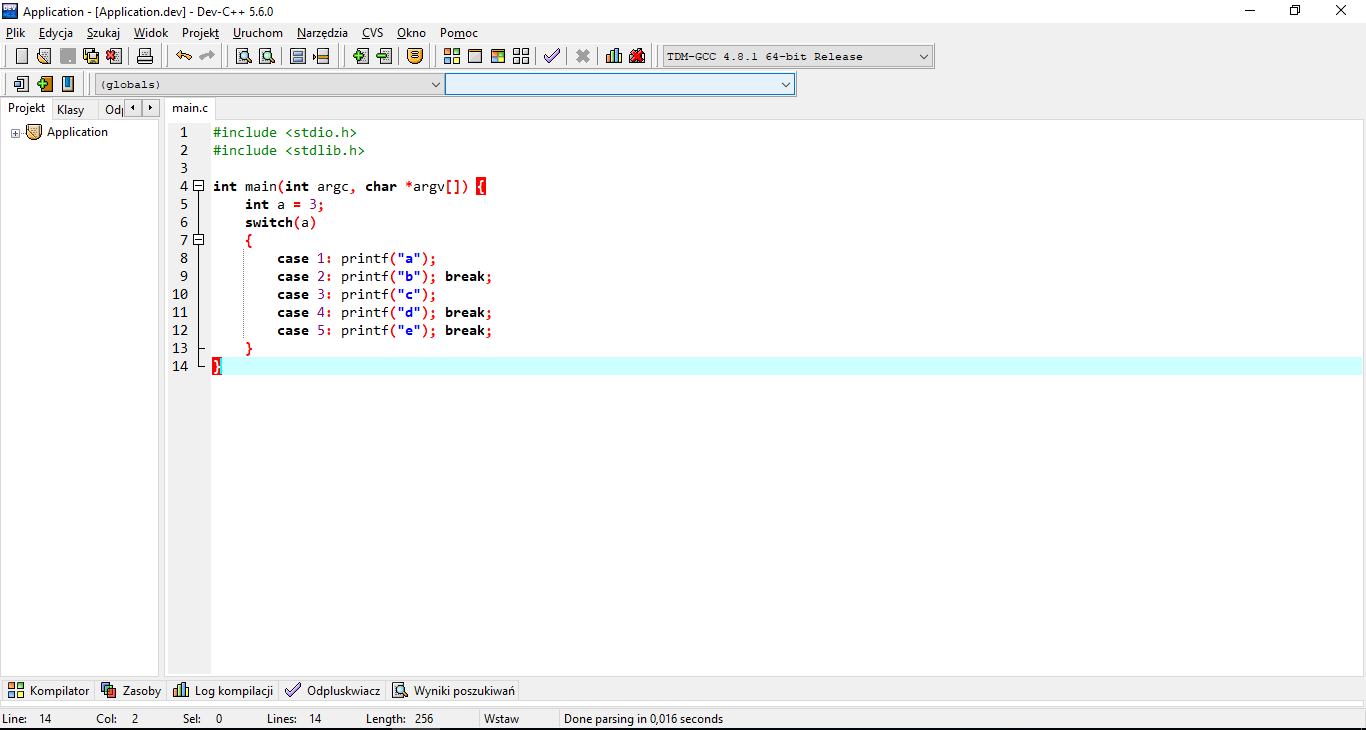 Application - [Application.dev] - Dev-C++ 5.6.0
Plik Edycja Szukaj Widok Projekt Uruchom Narzędzia CVS Okno Pomoc
TDM-GCC 4.8.1 64-bit Release
(globals)
Projekt Klasy Odp main.c
Application
1 #include <stdio.h>
2 #include <stdlib.h>
3
4 int main(int argc, char *argv[]) {
5 int a = 3;
6 switch(a)
7 {
8 case 1: printf("a");
9 case 2: printf("b"); break;
10 case 3: printf("c");
11 case 4: printf("d"); break;
12 case 5: printf("e"); break;
13 }
14 }
Kompilator Zasoby Log kompilacji Odpluskwiacz Wyniki poszukiwań
Line: 14 Col: 2 Sel: 0 Lines: 14 Length: 256 Wstaw Done parsing in 0,016 seconds